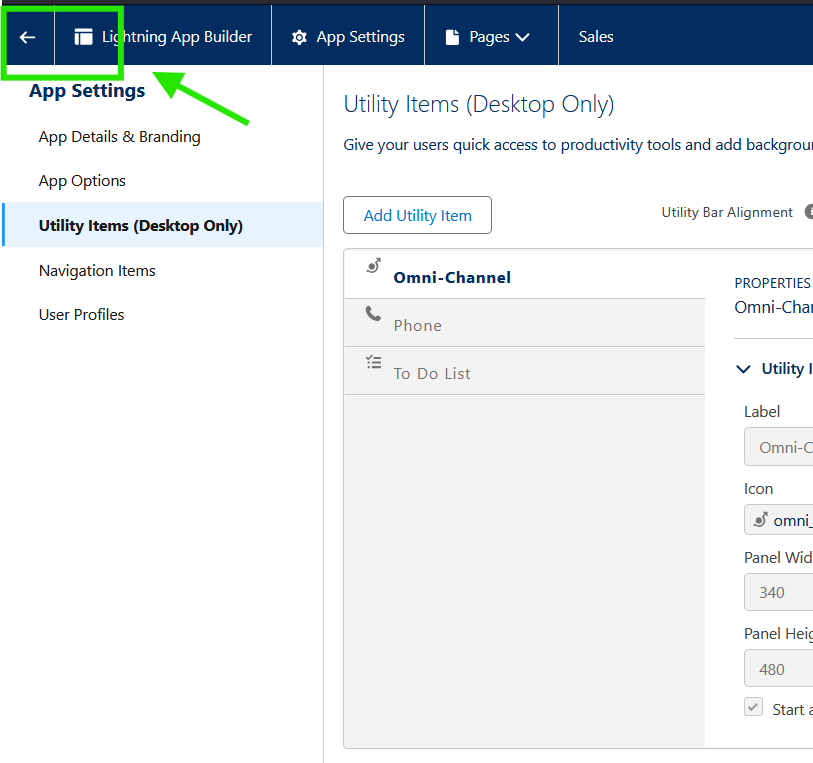 Lightning App Builder
App Settings
Pages
Sales
App Settings
App Details & Branding
App Options
Utility Items (Desktop Only)
Navigation Items
User Profiles
Utility Items (Desktop Only)
Give your users quick access to productivity tools and add backgrou
Add Utility Item
Utility Bar Alignment
Omni-Channel
Phone
To Do List
PROPERTIES
Omni-Chan
Utility I
Label
Omni-C
Icon
omni_
Panel Wid
340
Panel Heig
480
Start a